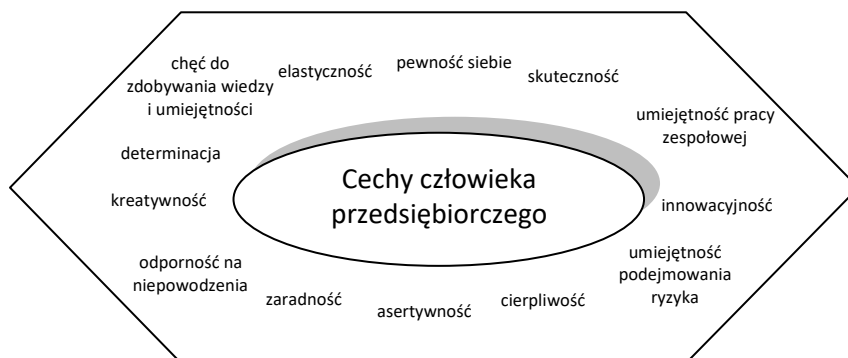 chęć do
zdobywania wiedzy
i umiejętności
elastyczność
pewność siebie
skuteczność
umiejętność pracy
zespołowej
determinacja
kreatywność
Cechy człowieka
przedsiębiorczego
innowacyjność
odporność na
niepowodzenia
zaradność
asertywność
cierpliwość
umiejętność
podejmowania
ryzyka